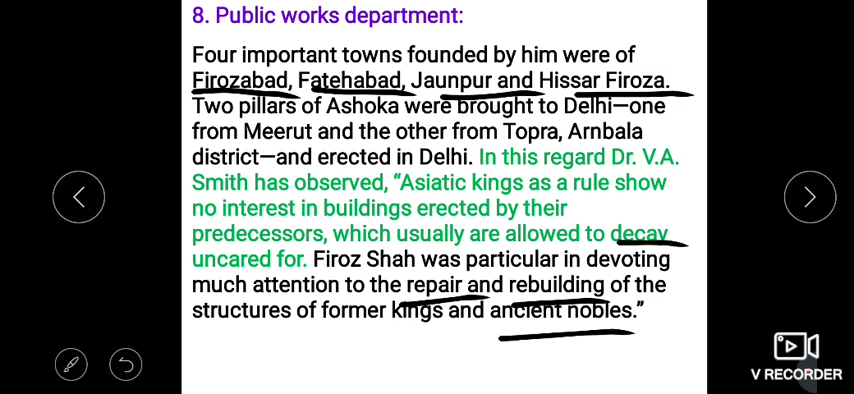 8. Public works department:
Four important towns founded by him were of
Firozabad, Fatehabad, Jaunpur and Hissar Firoza.
Two pillars of Ashoka were brought to Delhi—one
from Meerut and the other from Topra, Arnbala
district—and erected in Delhi. In this regard Dr. V.A.
Smith has observed, “Asiatic kings as a rule show
no interest in buildings erected by their
predecessors, which usually are allowed to decay
uncared for. Firoz Shah was particular in devoting
much attention to the repair and rebuilding of the
structures of former kings and ancient nobles.”
V RECORDER